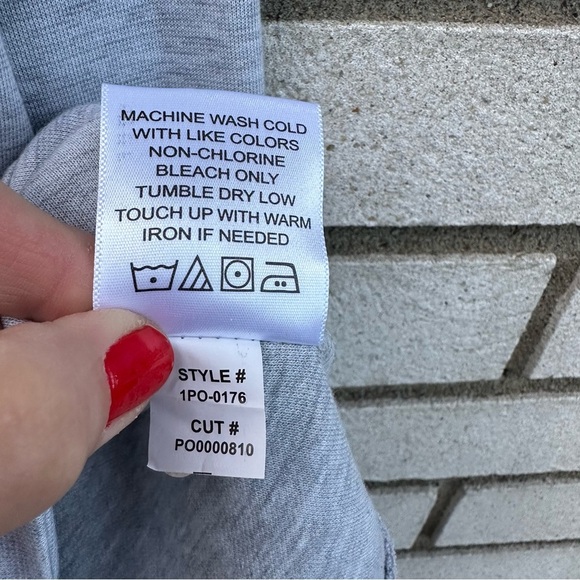 MACHINE WASH COLD
WITH LIKE COLORS
NON-CHLORINE
BLEACH ONLY
TUMBLE DRY LOW
TOUCH UP WITH WARM
IRON IF NEEDED
STYLE #
1PO-0176
CUT #
PO0000810